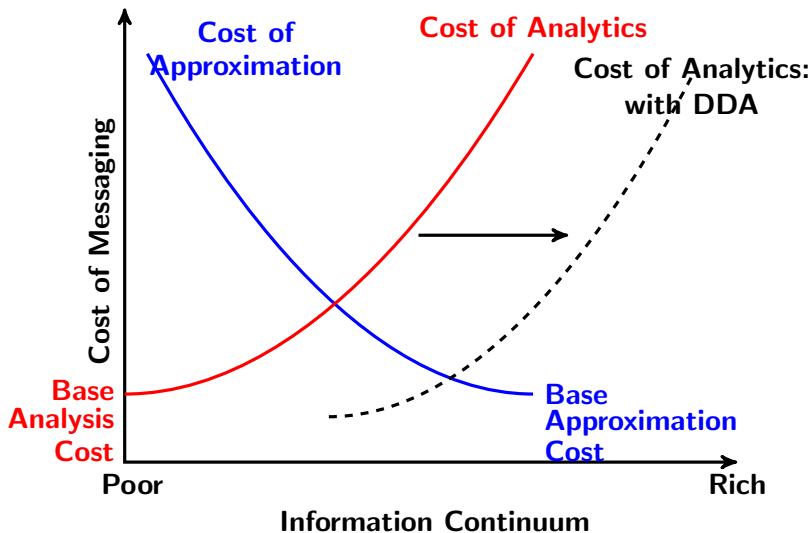 Cost of
Approximation
Cost of Analytics
Cost of Analytics:
with DDA
Cost of Messaging
Base
Analysis
Cost
Base
Approximation
Cost
Poor
Rich
Information Continuum